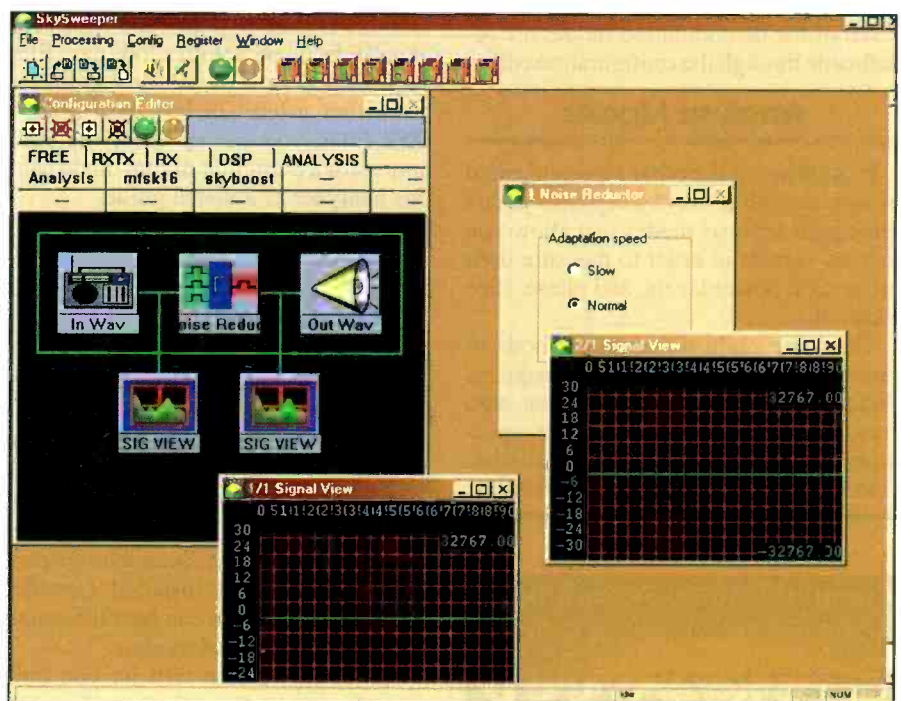 SkySweeper
File Processing Config Register Window Help
Configuration Editor
FREE RXTX RX DSP ANALYSIS
Analysis mfsk16 skyboost — —
— — — — —
In Wav
oise Reduc
Out Wav
SIG VIEW
SIG VIEW
1 Noise Reductor
Adaptation speed
Slow
Normal
2/1 Signal View
30
24
18
12
6
0
-6
-12
-18
-24
-30
32767.00
-32767.00
1/1 Signal View
30
24
18
12
6
0
-6
-12
-18
-24
32767.00
Idle
NUM